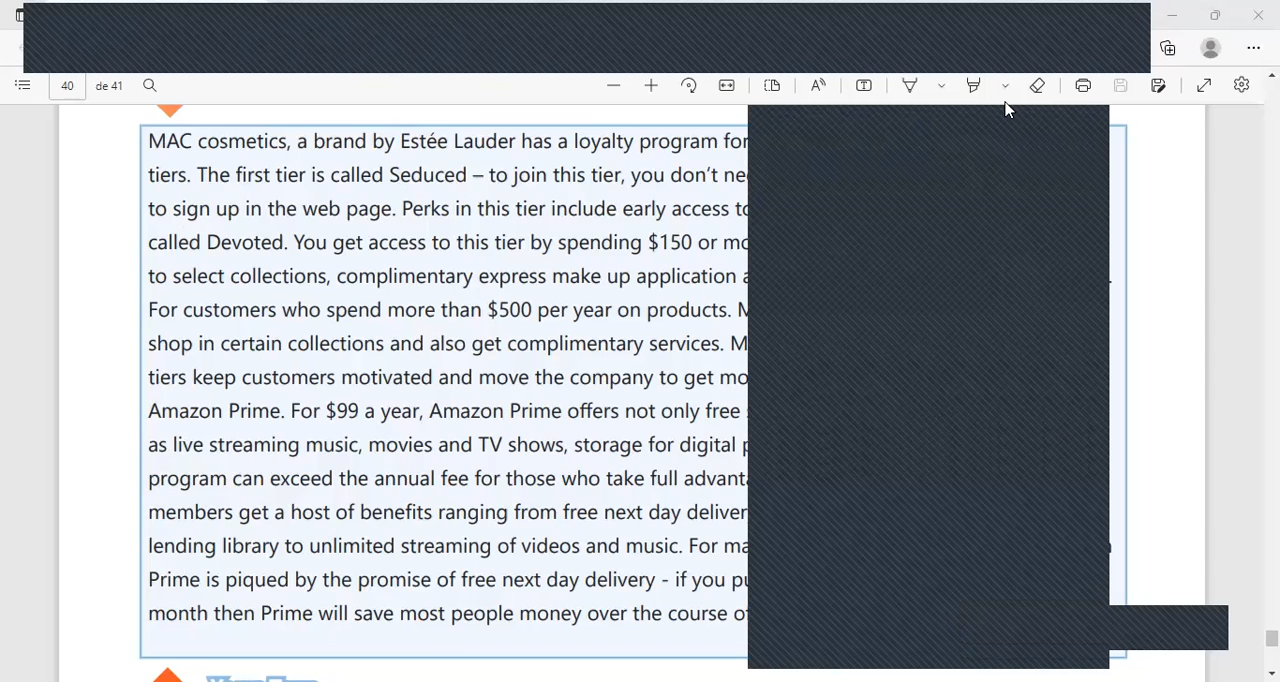 40 de 41
MAC cosmetics, a brand by Estée Lauder has a loyalty program for
tiers. The first tier is called Seduced – to join this tier, you don't
to sign up in the web page. Perks in this tier include early access
called Devoted. You get access to this tier by spending $150 or
to select collections, complimentary express make up application
For customers who spend more than $500 per year on products.
shop in certain collections and also get complimentary services.
tiers keep customers motivated and move the company to get
Amazon Prime. For $99 a year, Amazon Prime offers not only free
as live streaming music, movies and TV shows, storage for digital
program can exceed the annual fee for those who take full
members get a host of benefits ranging from free next day
lending library to unlimited streaming of videos and music. For
Prime is piqued by the promise of free next day delivery - if you
month then Prime will save most people money over the course